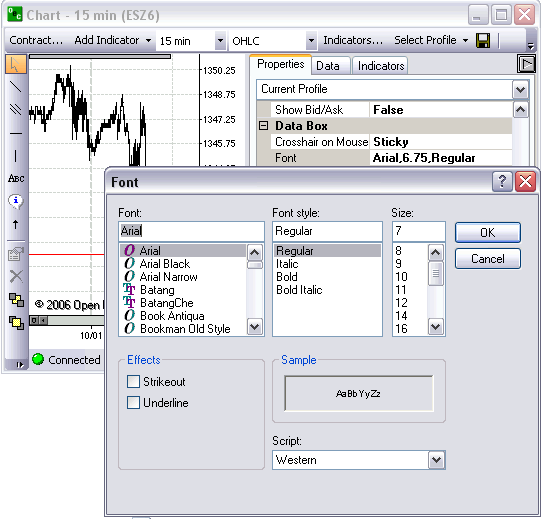 Chart - 15 min (ESZ6)
Contract... Add Indicator 15 min OHLC Indicators... Select Profile
Properties Data Indicators
Current Profile
Show Bid/Ask False
Data Box
Crosshair on Mouse Sticky
Font Arial,6.75,Regular
1350.25
1348.75
1347.25
1345.75
ABC
© 2006 Open
10/01
Connected
Font
Font: Font style: Size:
Arial Regular 7
OK
Cancel
Arial Regular 8
Arial Black Italic 9
Arial Narrow Bold 10
Batang Bold Italic 11
BatangChe 12
Book Antiqua 14
Bookman Old Style 16
Effects Sample
Strikeout
Underline
AaBbYyZz
Script:
Western